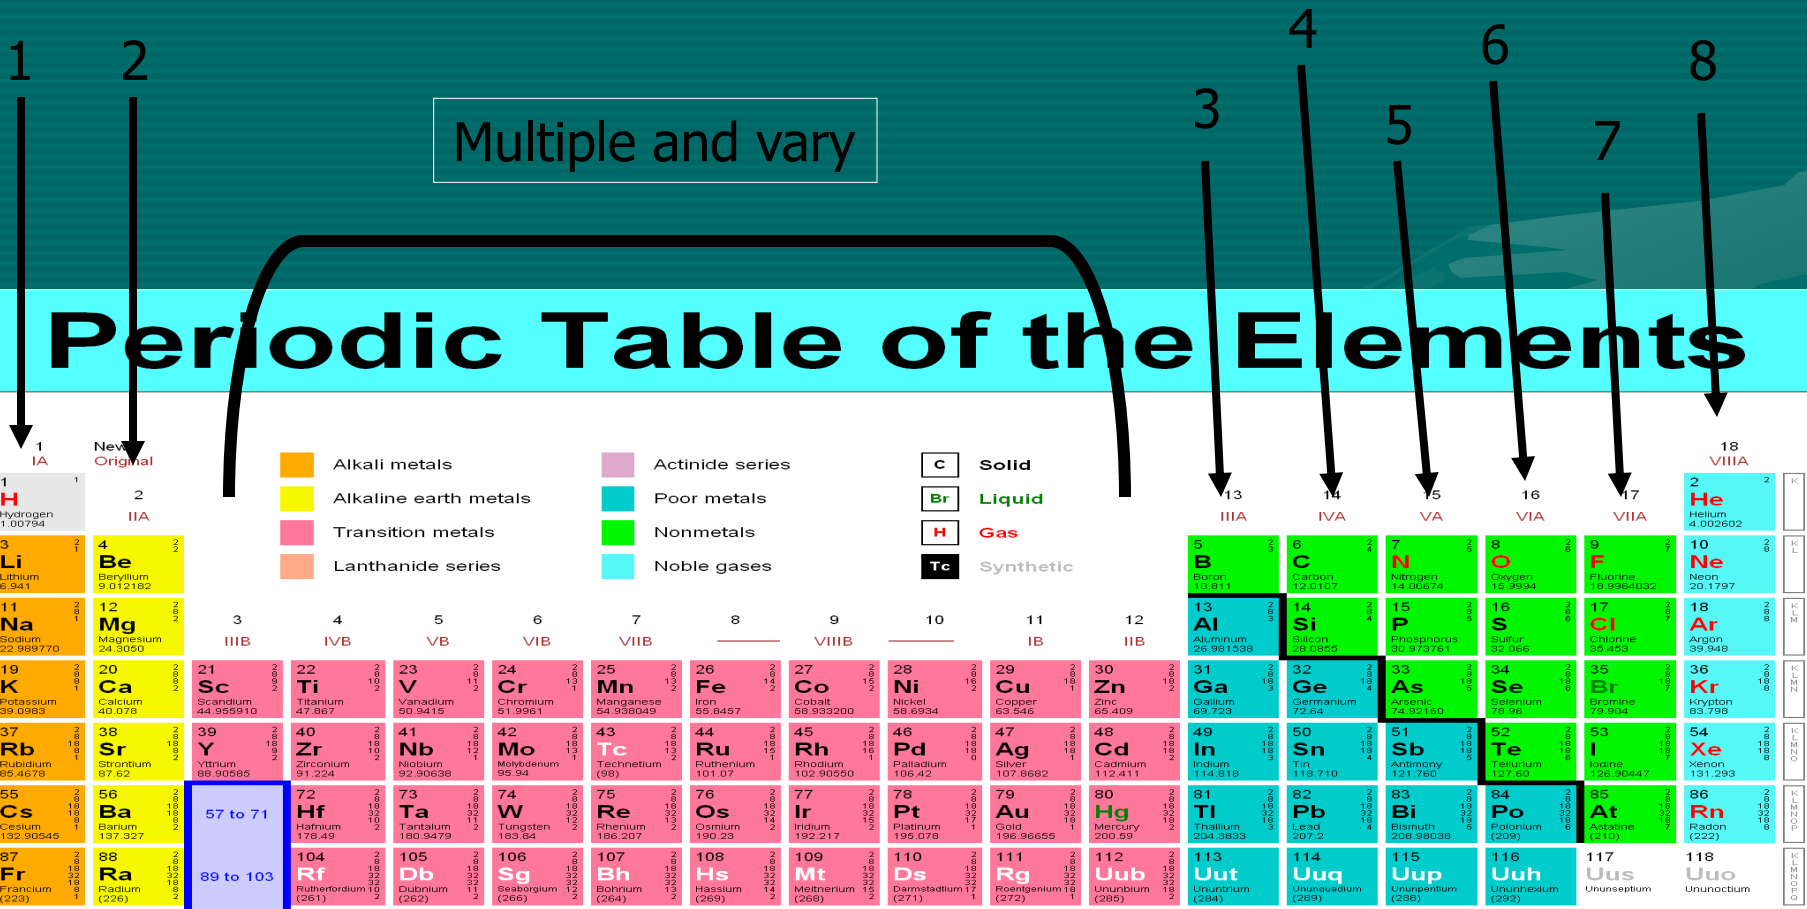 1 2 3 4 5 6 7 8
Multiple and vary
Periodic Table of the Elements
1 New 18
IA Original VIIIA
2 13 14 15 16 17
IIA IIIA IVA VA VIA VIIA
Alkali metals Actinide series C Solid
Alkaline earth metals Poor metals Br Liquid
Transition metals Nonmetals H Gas
Lanthanide series Noble gases Tc Synthetic
3 4 5 6 7 8 9 10 11 12
IIIB IVB VB VIB VIIB VIIIB IB IIB
1 H Hydrogen 1.00794
2 He Helium 4.002602
K
3 Li Lithium 6.941
4 Be Beryllium 9.012182
5 B Boron 10.811
6 C Carbon 12.0107
7 N Nitrogen 14.00674
8 O Oxygen 15.9994
9 F Fluorine 18.9984032
10 Ne Neon 20.1797
K L
11 Na Sodium 22.989770
12 Mg Magnesium 24.3050
13 Al Aluminum 26.981538
14 Si Silicon 28.0855
15 P Phosphorus 30.973761
16 S Sulfur 32.066
17 Cl Chlorine 35.453
18 Ar Argon 39.948
K L M
19 K Potassium 39.0983
20 Ca Calcium 40.078
21 Sc Scandium 44.955910
22 Ti Titanium 47.867
23 V Vanadium 50.9415
24 Cr Chromium 51.9961
25 Mn Manganese 54.938049
26 Fe Iron 55.8457
27 Co Cobalt 58.933200
28 Ni Nickel 58.6934
29 Cu Copper 63.546
30 Zn Zinc 65.409
31 Ga Gallium 69.723
32 Ge Germanium 72.64
33 As Arsenic 74.92160
34 Se Selenium 78.96
35 Br Bromine 79.904
36 Kr Krypton 83.798
K L M N
37 Rb Rubidium 85.4678
38 Sr Strontium 87.62
39 Y Yttrium 88.90585
40 Zr Zirconium 91.224
41 Nb Niobium 92.90638
42 Mo Molybdenum 95.94
43 Tc Technetium (98)
44 Ru Ruthenium 101.07
45 Rh Rhodium 102.90550
46 Pd Palladium 106.42
47 Ag Silver 107.8682
48 Cd Cadmium 112.411
49 In Indium 114.818
50 Sn Tin 118.710
51 Sb Antimony 121.760
52 Te Tellurium 127.60
53 I Iodine 126.90447
54 Xe Xenon 131.293
K L M N O
55 Cs Cesium 132.90545
56 Ba Barium 137.327
57 to 71
72 Hf Hafnium 178.49
73 Ta Tantalum 180.9479
74 W Tungsten 183.84
75 Re Rhenium 186.207
76 Os Osmium 190.23
77 Ir Iridium 192.217
78 Pt Platinum 195.078
79 Au Gold 196.96655
80 Hg Mercury 200.59
81 Tl Thallium 204.3833
82 Pb Lead 207.2
83 Bi Bismuth 208.98038
84 Po Polonium (209)
85 At Astatine (210)
86 Rn Radon (222)
K L M N O P
87 Fr Francium (223)
88 Ra Radium (226)
89 to 103
104 Rf Rutherfordium (261)
105 Db Dubnium (262)
106 Sg Seaborgium (266)
107 Bh Bohrium (264)
108 Hs Hassium (269)
109 Mt Meitnerium (268)
110 Ds Darmstadtium (271)
111 Rg Roentgenium (272)
112 Uub Ununbium (285)
113 Uut Ununtrium (284)
114 Uuq Ununquadium (289)
115 Uup Ununpentium (288)
116 Uuh Ununhexium (292)
117 Uus Ununseptium
118 Uuo Ununoctium
K L M N O P Q